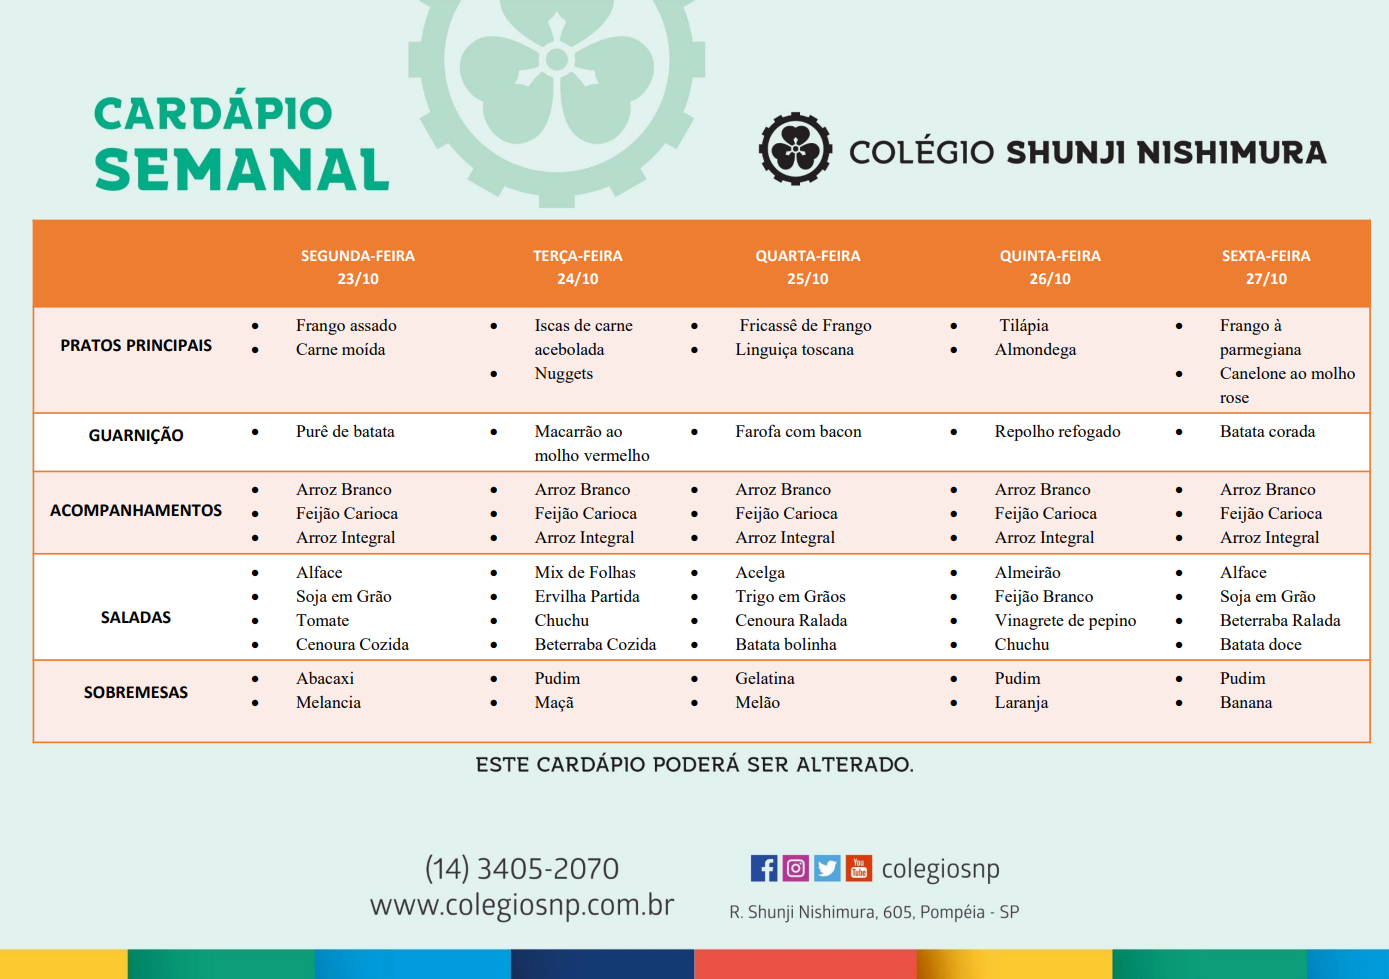 CARDÁPIO
SEMANAL
COLÉGIO SHUNJI NISHIMURA
SEGUNDA-FEIRA
23/10
TERÇA-FEIRA
24/10
QUARTA-FEIRA
25/10
QUINTA-FEIRA
26/10
SEXTA-FEIRA
27/10
PRATOS PRINCIPAIS
• Frango assado
• Carne moída
• Iscas de carne
acebolada
• Nuggets
• Fricassê de Frango
• Linguiça toscana
• Tilápia
• Almondega
• Frango à
parmegiana
• Canelone ao molho
rose
GUARNIÇÃO
• Purê de batata
• Macarrão ao
molho vermelho
• Farofa com bacon
• Repolho refogado
• Batata corada
ACOMPANHAMENTOS
• Arroz Branco
• Feijão Carioca
• Arroz Integral
• Arroz Branco
• Feijão Carioca
• Arroz Integral
• Arroz Branco
• Feijão Carioca
• Arroz Integral
• Arroz Branco
• Feijão Carioca
• Arroz Integral
• Arroz Branco
• Feijão Carioca
• Arroz Integral
SALADAS
• Alface
• Soja em Grão
• Tomate
• Cenoura Cozida
• Mix de Folhas
• Ervilha Partida
• Chuchu
• Beterraba Cozida
• Acelga
• Trigo em Grãos
• Cenoura Ralada
• Batata bolinha
• Almeirão
• Feijão Branco
• Vinagrete de pepino
• Chuchu
• Alface
• Soja em Grão
• Beterraba Ralada
• Batata doce
SOBREMESAS
• Abacaxi
• Melancia
• Pudim
• Maçã
• Gelatina
• Melão
• Pudim
• Laranja
• Pudim
• Banana
ESTE CARDÁPIO PODERÁ SER ALTERADO.
(14) 3405-2070
www.colegiosnp.com.br
You
Tube
colegiosnp
R. Shunji Nishimura, 605, Pompéia - SP